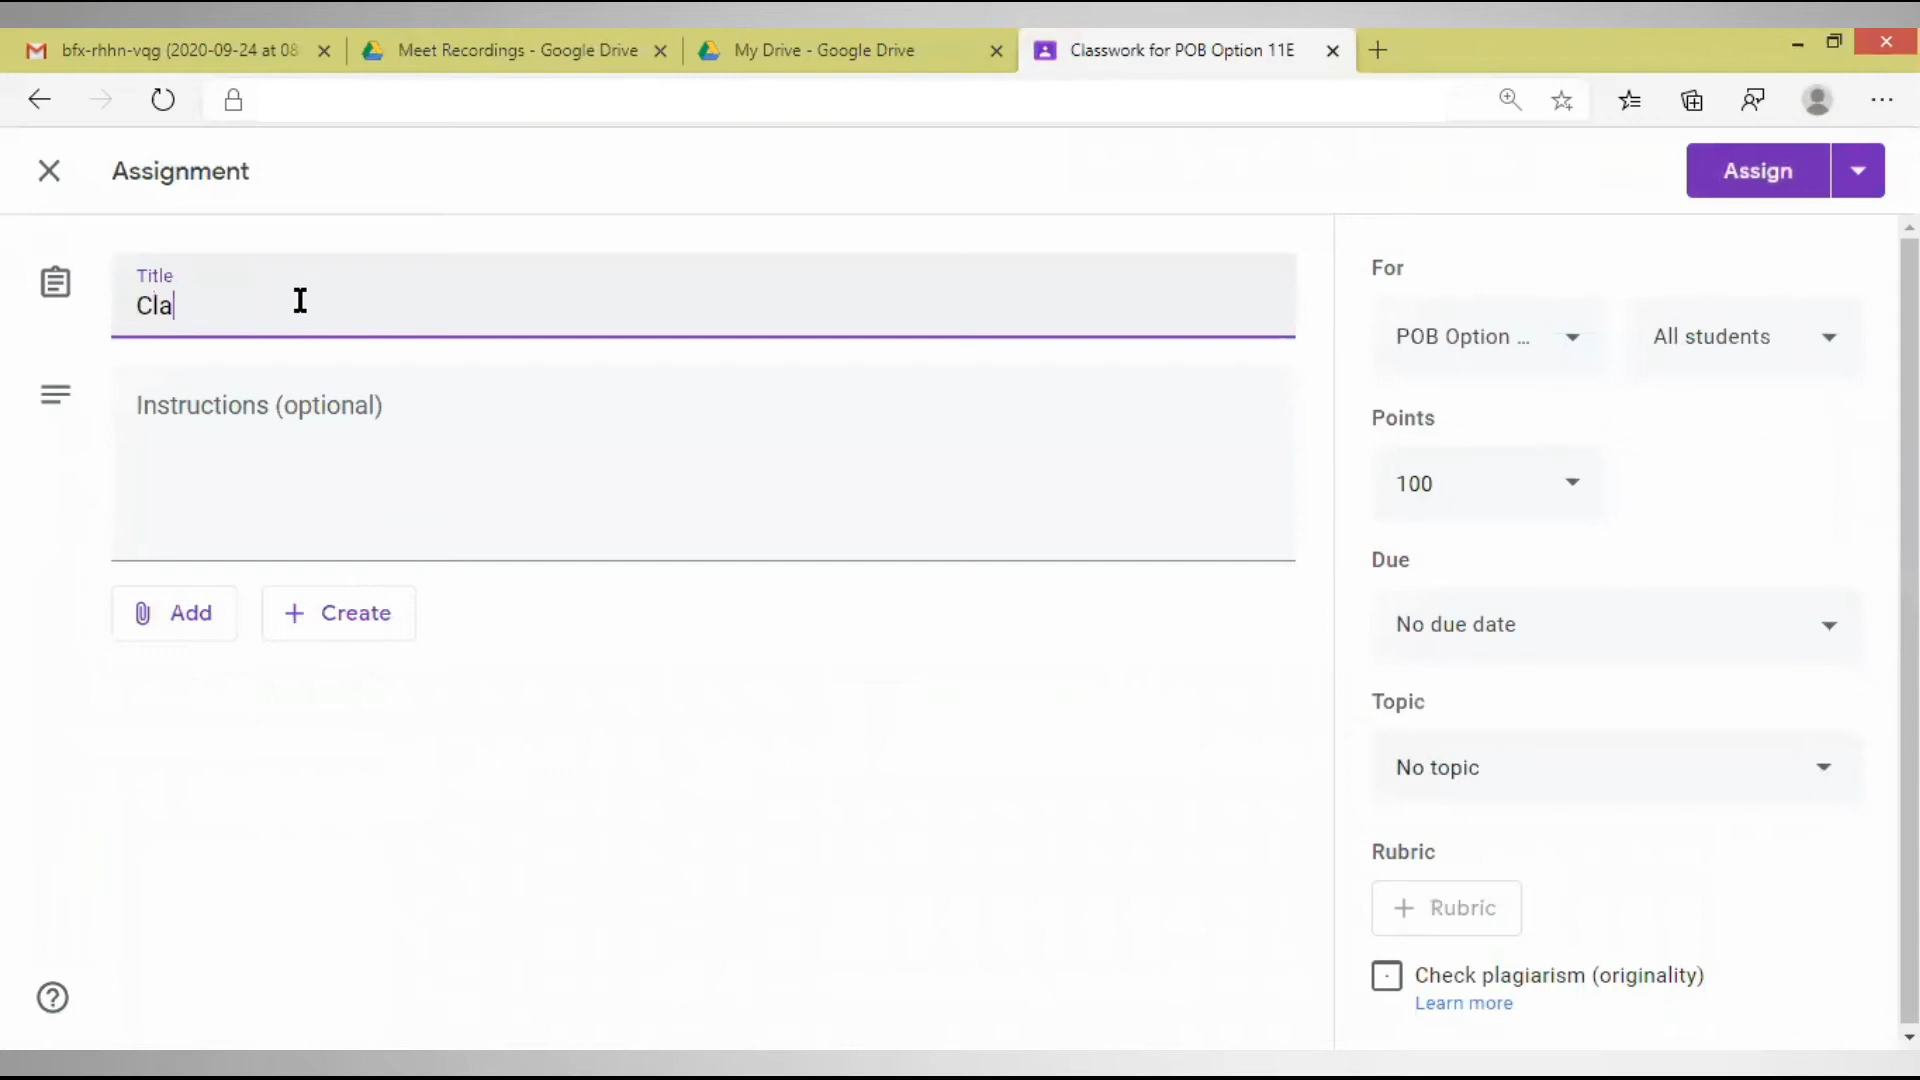 bfx-rhhn-vqg (2020-09-24 at 08
Meet Recordings - Google Drive
My Drive - Google Drive
Classwork for POB Option 11E
Assignment
Assign
Title
Cla
Instructions (optional)
Add
Create
For
POB Option ...
All students
Points
100
Due
No due date
Topic
No topic
Rubric
Rubric
Check plagiarism (originality)
Learn more